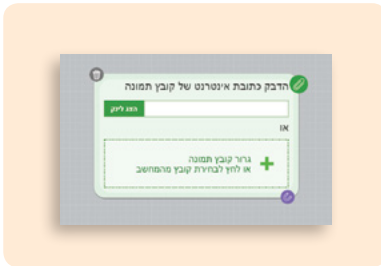 הדבק כתובת אינטרנט של קובץ תמונה
הצג לינק
או
גרור קובץ תמונה
או לחץ לבחירת קובץ מהמחשב